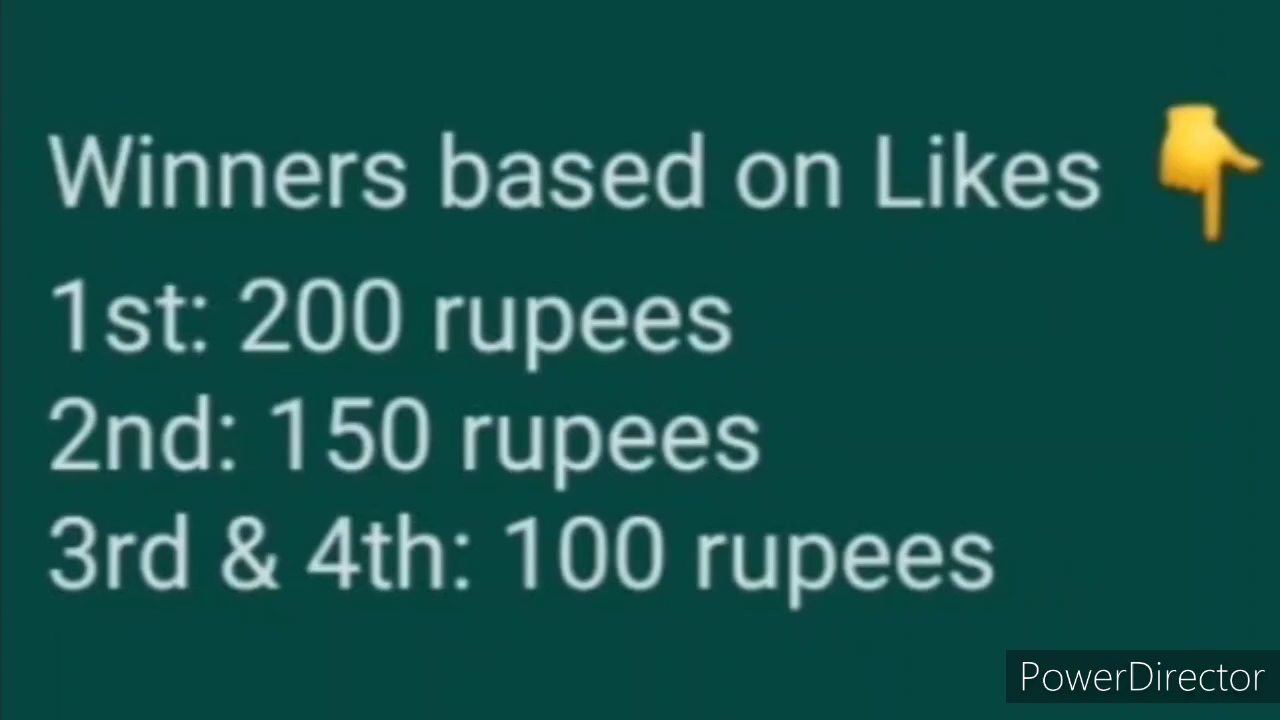 Winners based on Likes 👇
1st: 200 rupees
2nd: 150 rupees
3rd & 4th: 100 rupees
PowerDirector